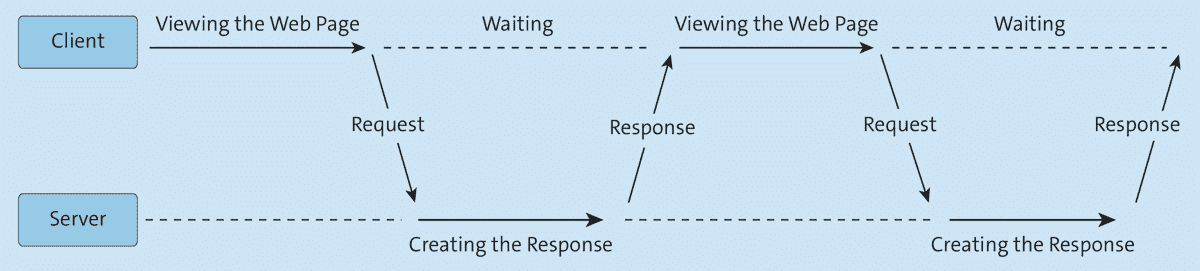 Client
Viewing the Web Page
Waiting
Viewing the Web Page
Waiting
Request
Response
Request
Response
Server
Creating the Response
Creating the Response